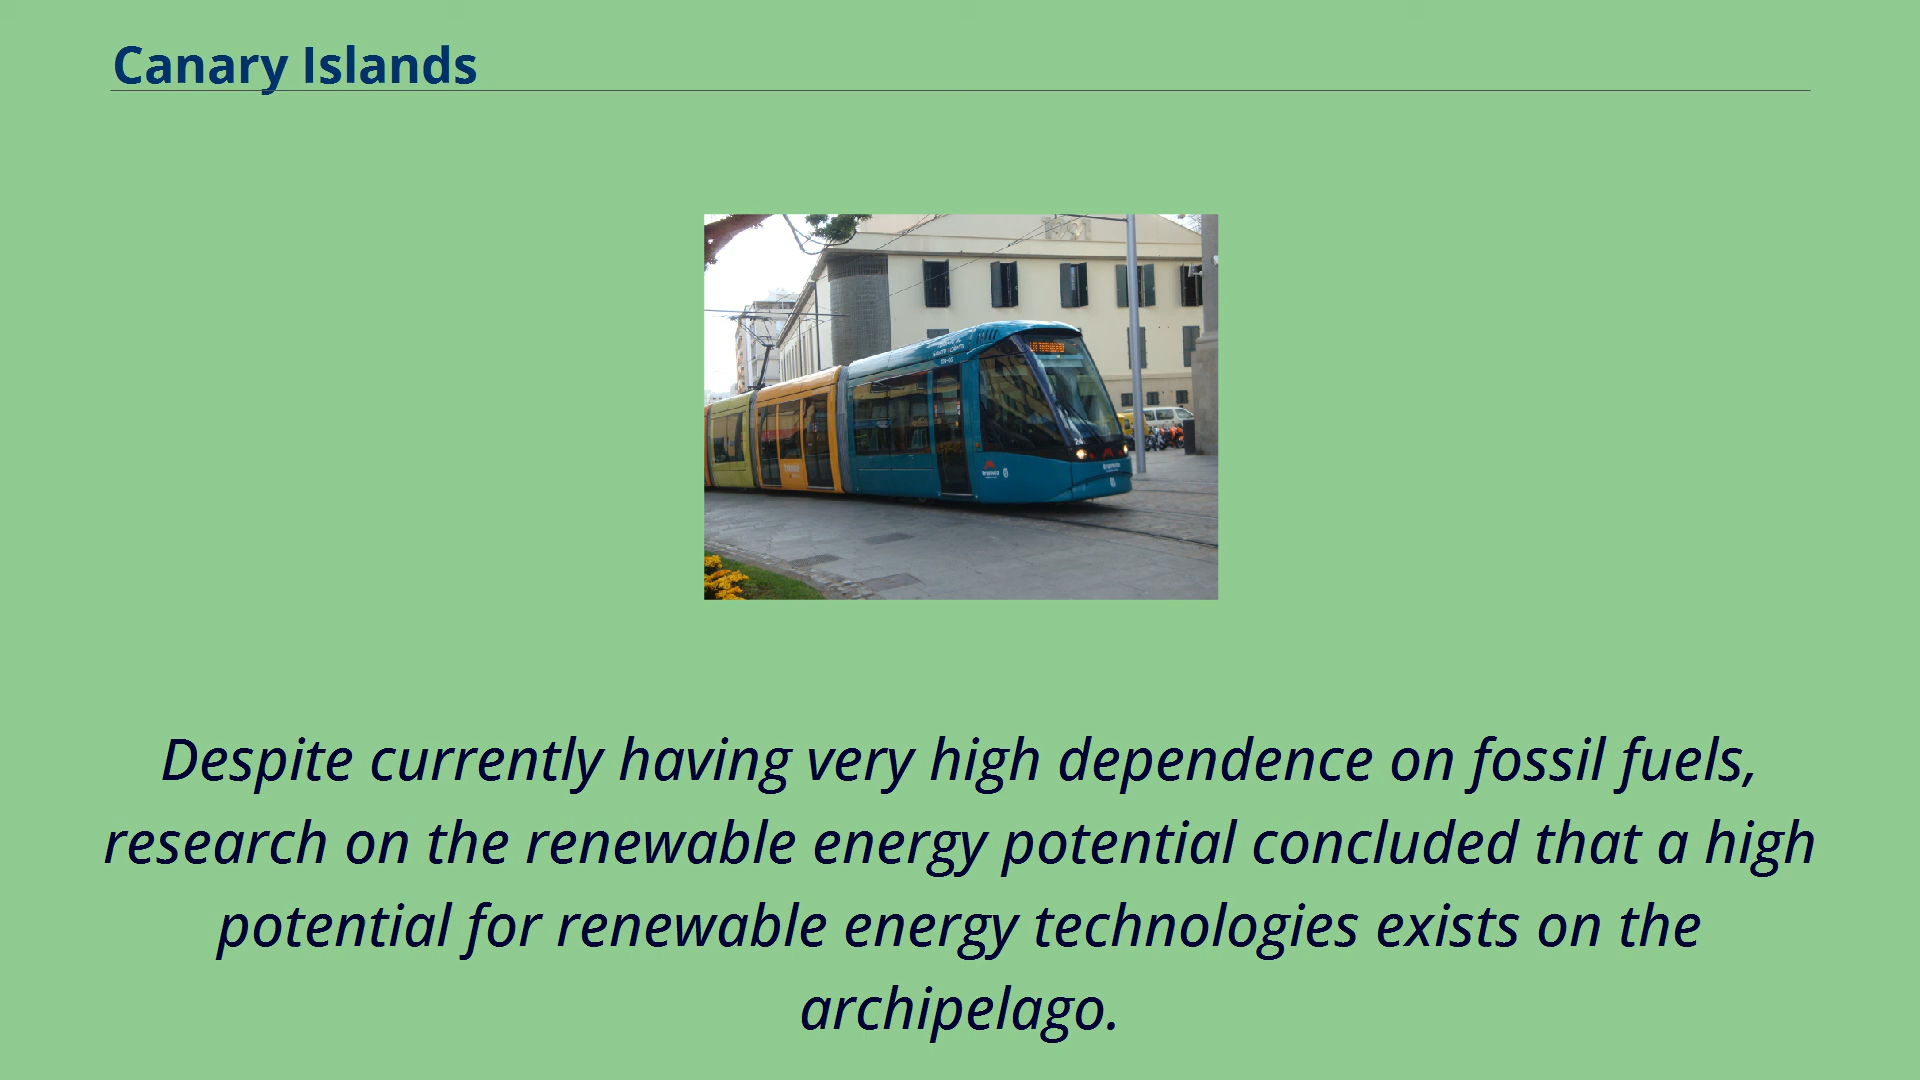 Canary Islands
Despite currently having very high dependence on fossil fuels,
research on the renewable energy potential concluded that a high
potential for renewable energy technologies exists on the
archipelago.